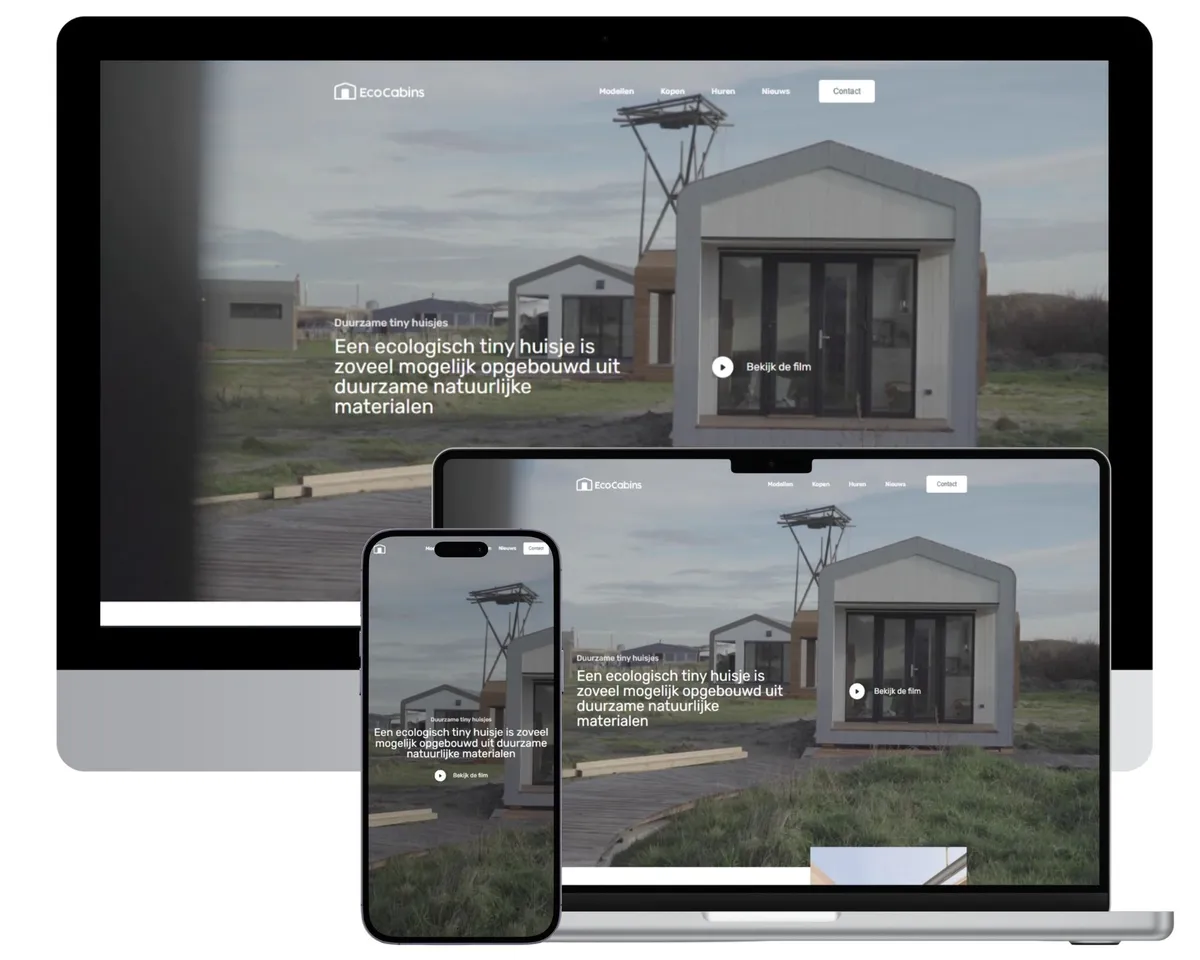 EcoCabins
Modellen Kopen Huren Nieuws Contact
Duurzame tiny huisjes
Een ecologisch tiny huisje is
zoveel mogelijk opgebouwd uit
duurzame natuurlijke
materialen
Bekijk de film
EcoCabins
Modellen Kopen Huren Nieuws Contact
Duurzame tiny huisjes
Een ecologisch tiny huisje is
zoveel mogelijk opgebouwd uit
duurzame natuurlijke
materialen
Bekijk de film
Nieuws Contact
Duurzame tiny huisjes
Een ecologisch tiny huisje is zoveel
mogelijk opgebouwd uit duurzame
natuurlijke materialen
Bekijk de film